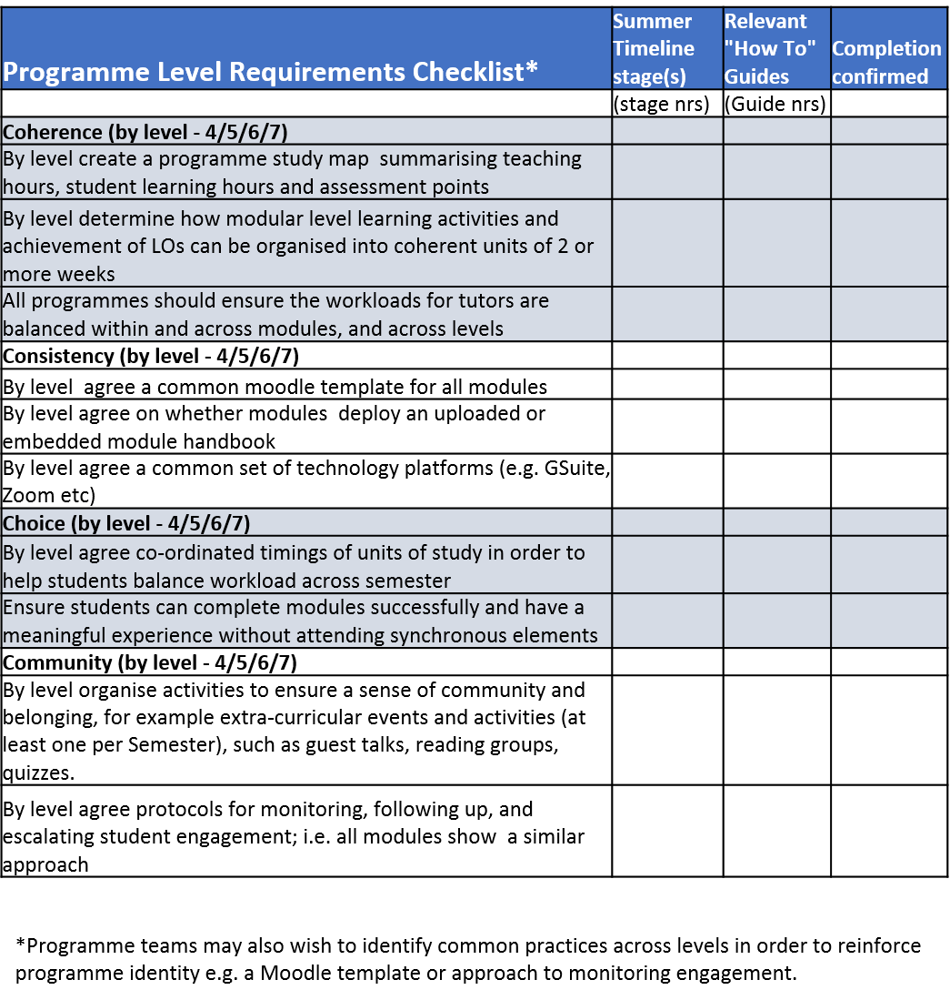 Programme Level Requirements Checklist*
Summer
Timeline
stage(s)
Relevant
"How To"
Guides
Completion
confirmed
(stage nrs)
(Guide nrs)
Coherence (by level - 4/5/6/7)
By level create a programme study map  summarising teaching
hours, student learning hours and assessment points
By level determine how modular level learning activities and
achievement of LOs can be organised into coherent units of 2 or
more weeks
All programmes should ensure the workloads for tutors are
balanced within and across modules, and across levels
Consistency (by level - 4/5/6/7)
By level  agree a common moodle template for all modules
By level agree on whether modules  deploy an uploaded or
embedded module handbook
By level agree a common set of technology platforms (e.g. GSuite,
Zoom etc)
Choice (by level - 4/5/6/7)
By level agree co-ordinated timings of units of study in order to
help students balance workload across semester
Ensure students can complete modules successfully and have a
meaningful experience without attending synchronous elements
Community (by level - 4/5/6/7)
By level organise activities to ensure a sense of community and
belonging, for example extra-curricular events and activities (at
least one per Semester), such as guest talks, reading groups,
quizzes.
By level agree protocols for monitoring, following up, and
escalating student engagement; i.e. all modules show  a similar
approach
*Programme teams may also wish to identify common practices across levels in order to reinforce
programme identity e.g. a Moodle template or approach to monitoring engagement.